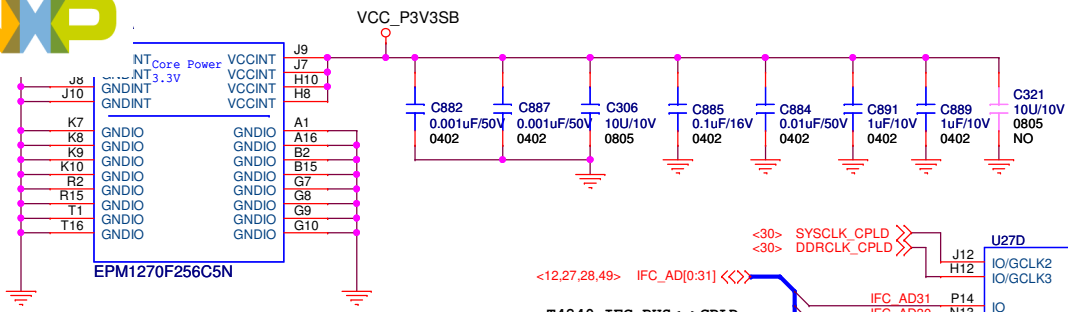 XP
VCC_P3V3SB
NT Core Power VCCINT J9
NT 3.3V VCCINT J7
J8 GNDINT VCCINT H10
J10 GNDINT VCCINT H8
K7 GNDIO GNDIO A1
K8 GNDIO GNDIO A16
K9 GNDIO GNDIO B2
K10 GNDIO GNDIO B15
R2 GNDIO GNDIO G7
R15 GNDIO GNDIO G8
T1 GNDIO GNDIO G9
T16 GNDIO GNDIO G10
EPM1270F256C5N
C882
0.001uF/50V
0402
C887
0.001uF/50V
0402
C306
10U/10V
0805
C885
0.1uF/16V
0402
C884
0.01uF/50V
0402
C891
1uF/10V
0402
C889
1uF/10V
0402
C321
10U/10V
0805
NO
<30> SYSCLK_CPLD
<30> DDRCLK_CPLD
U27D
J12 IO/GCLK2
H12 IO/GCLK3
<12,27,28,49> IFC_AD[0:31]
IFC_AD31 P14 IO